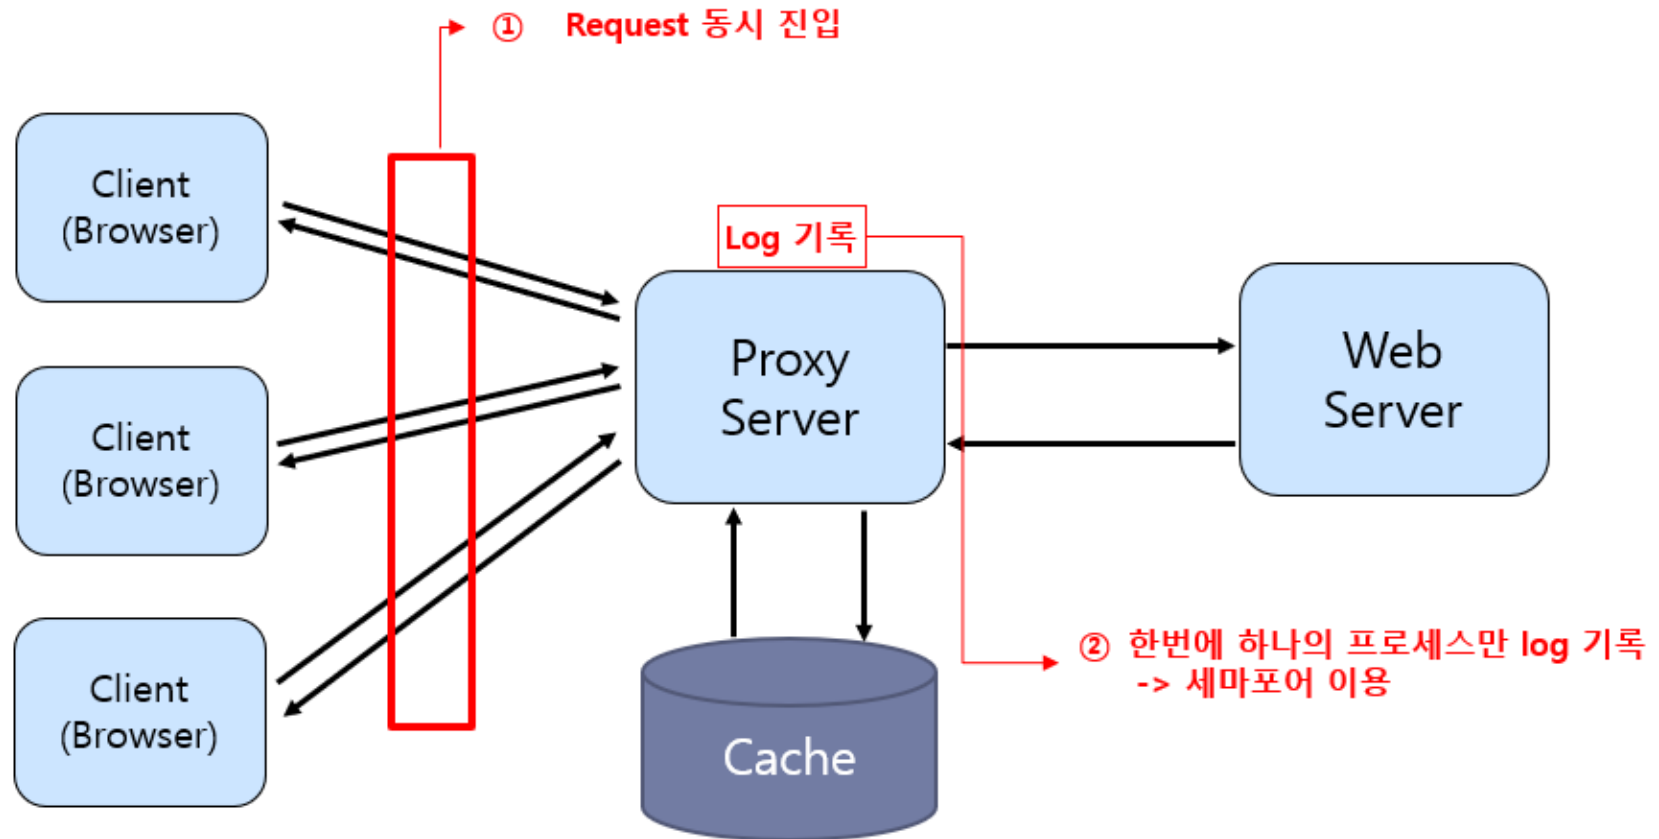 ① Request 동시 진입
Client
(Browser)
Log 기록
Client
(Browser)
Proxy
Server
Web
Server
Client
(Browser)
Cache
② 한번에 하나의 프로세스만 log 기록
-> 세마포어 이용